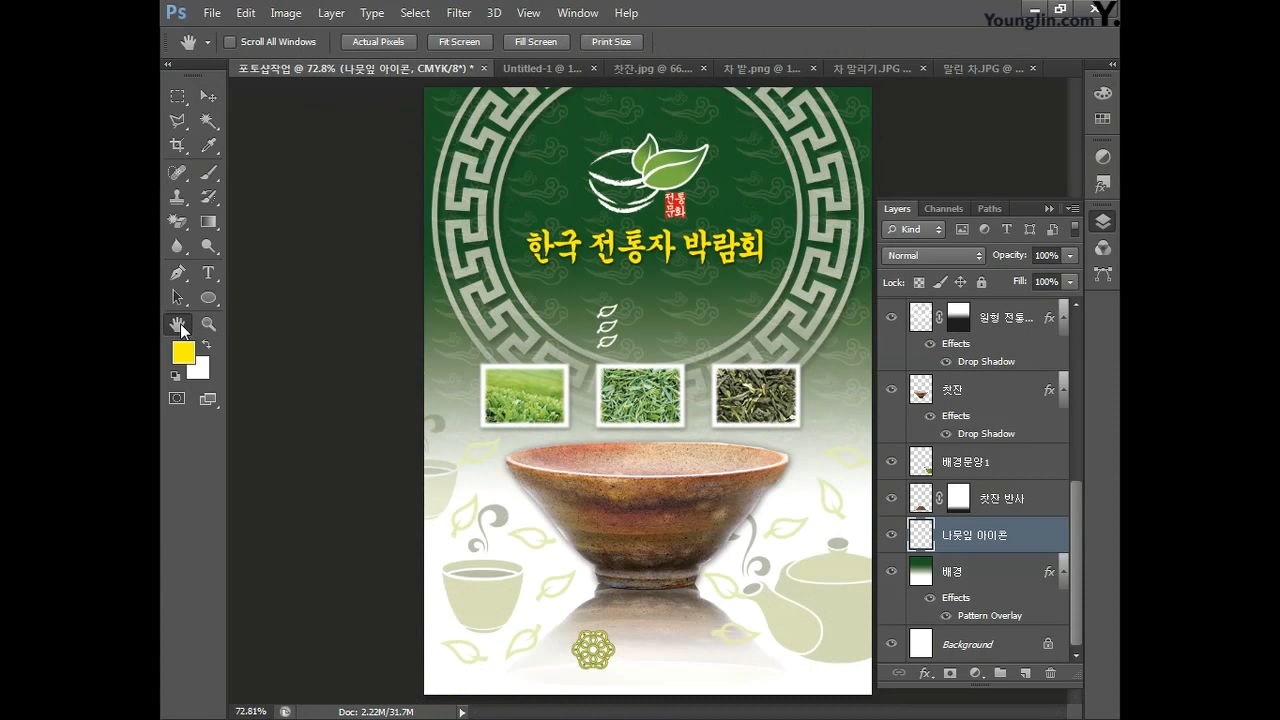 Ps File Edit Image Layer Type Select Filter 3D View Window Help
YoungJin.com Y.
Scroll All Windows Actual Pixels Fit Screen Fill Screen Print Size
포토샵작업 @ 72.8% (나뭇잎 아이콘, CMYK/8*) * × Untitled-1 @ 1... × 찻잔.jpg @ 66.... × 차 밭.png @ 1... × 차 말리기.JPG ... × 말린 차.JPG @ ... ×
전통
문화
한국 전통차 박람회
Layers Channels Paths
Kind
Normal Opacity: 100%
Lock: Fill: 100%
원형 전통... fx
Effects
Drop Shadow
찻잔 fx
Effects
Drop Shadow
배경문양1
찻잔 반사
나뭇잎 아이콘
배경 fx
Effects
Pattern Overlay
Background
fx
72.81% Doc: 2.22M/31.7M